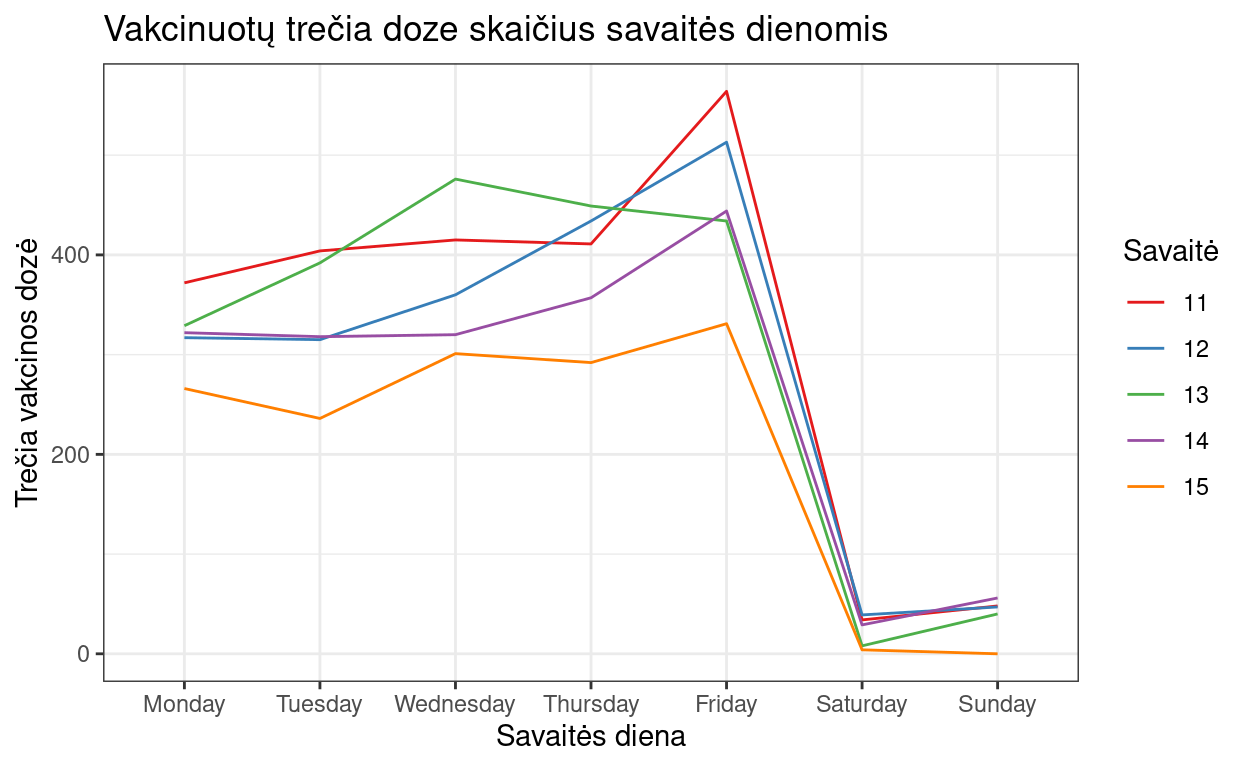 Vakcinuotų trečia doze skaičius savaitės dienomis
Trečia vakcinos dozė
400
200
0
Monday
Tuesday
Wednesday
Thursday
Friday
Saturday
Sunday
Savaitės diena
Savaitė
11
12
13
14
15